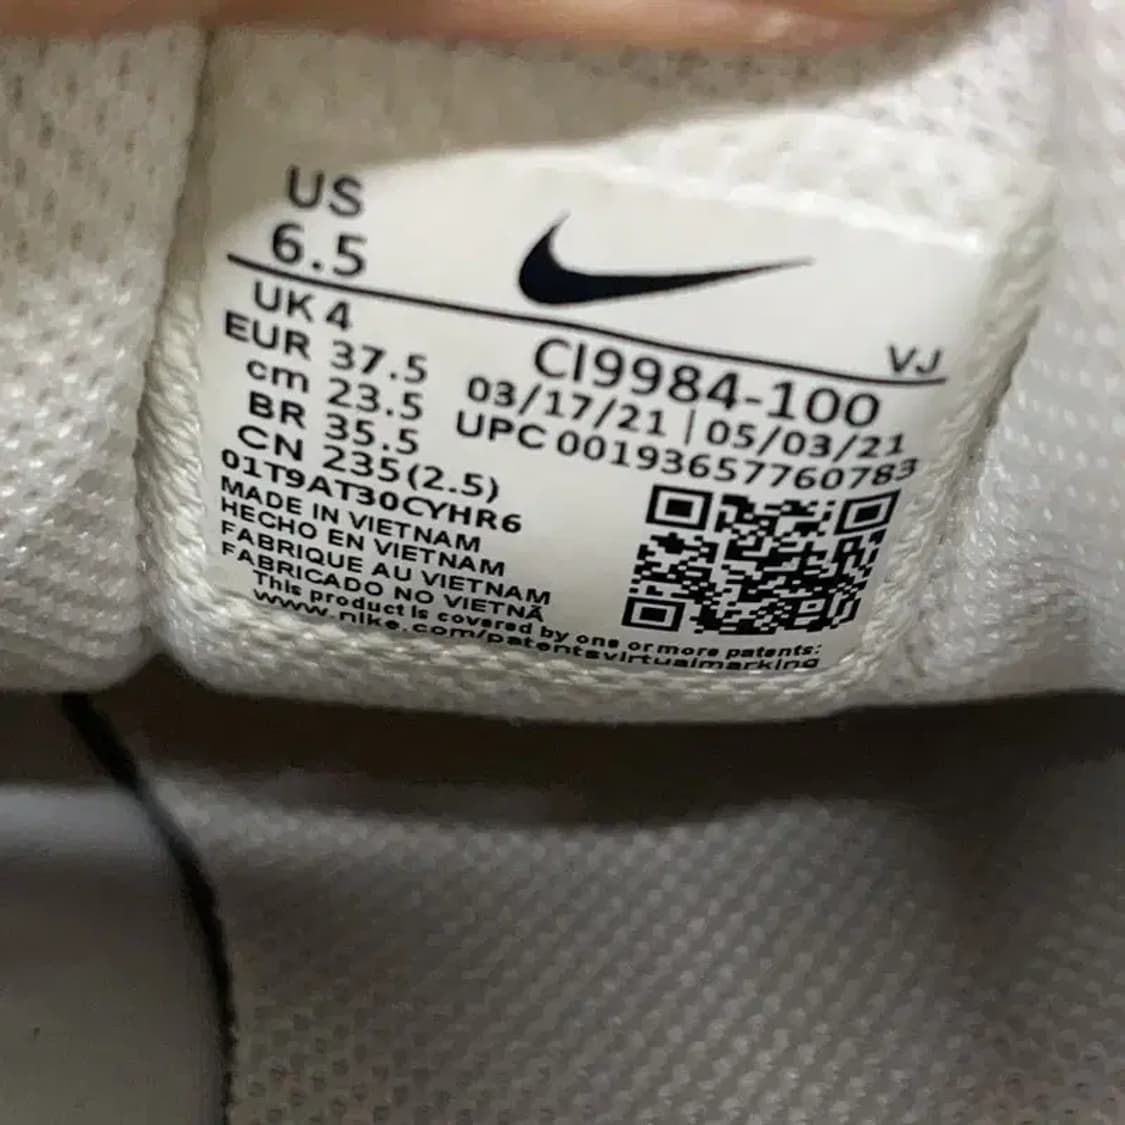 US
6.5
UK 4
EUR 37.5
cm 23.5
BR 35.5
CN 235(2.5)
VJ
CI9984-100
03/17/21 | 05/03/21
UPC 00193657760783
01T9AT30CYHR6
MADE IN VIETNAM
HECHO EN VIETNAM
FABRIQUE AU VIETNAM
FABRICADO NO VIETNÃ
This product is covered by one or more patents:
www.nike.com/patentsvirtualmarking